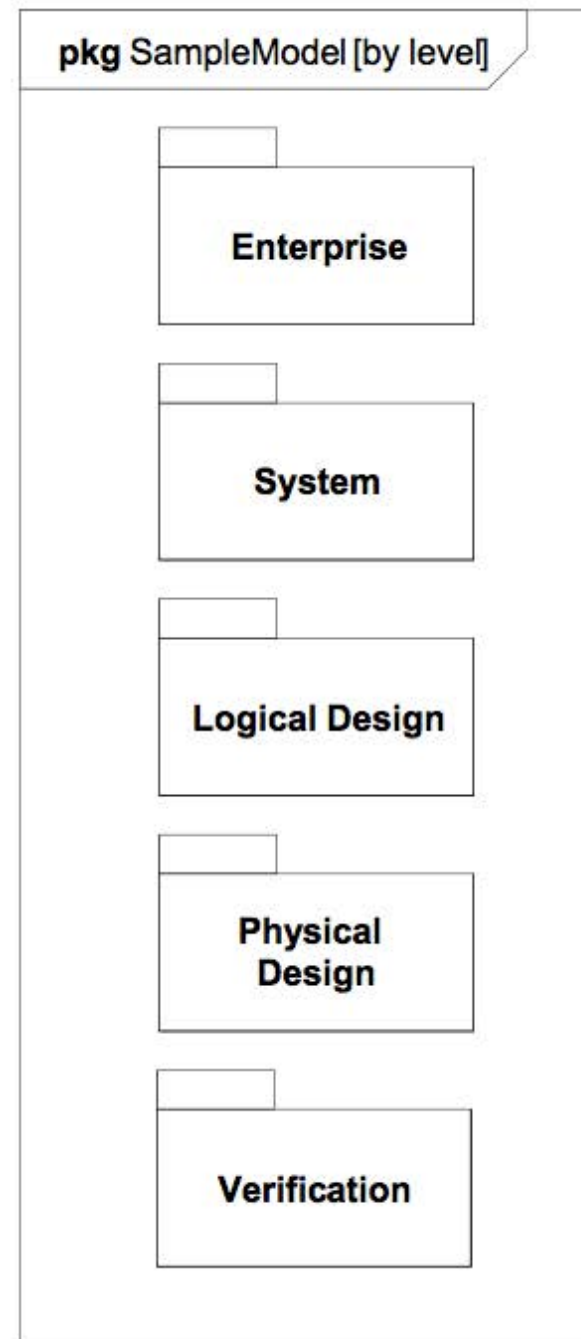 pkg SampleModel [by level]
Enterprise
System
Logical Design
Physical
Design
Verification